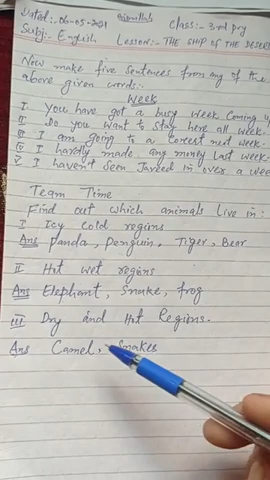 Dated:- 06-05-2021 Bismillah Class:- 3rd Dny
Subj:- English Lesson:- THE SHIP OF THE DESERT
Now make five sentences from any of the
above given words:-
Week
I You have got a busy week coming up
II Do you want to stay here all week.
III I am going to a concert next week.
IV I hardly made any money last week.
V I haven't seen Javeed in over a week
Team Time
Find out which animals live in:
I Icy cold regins
Ans Panda, Penguin, Tiger, Bear
II Hot wet regins
Ans Elephant, Snake, frog
III Dry and Hot Regins.
Ans Camel, Snakes